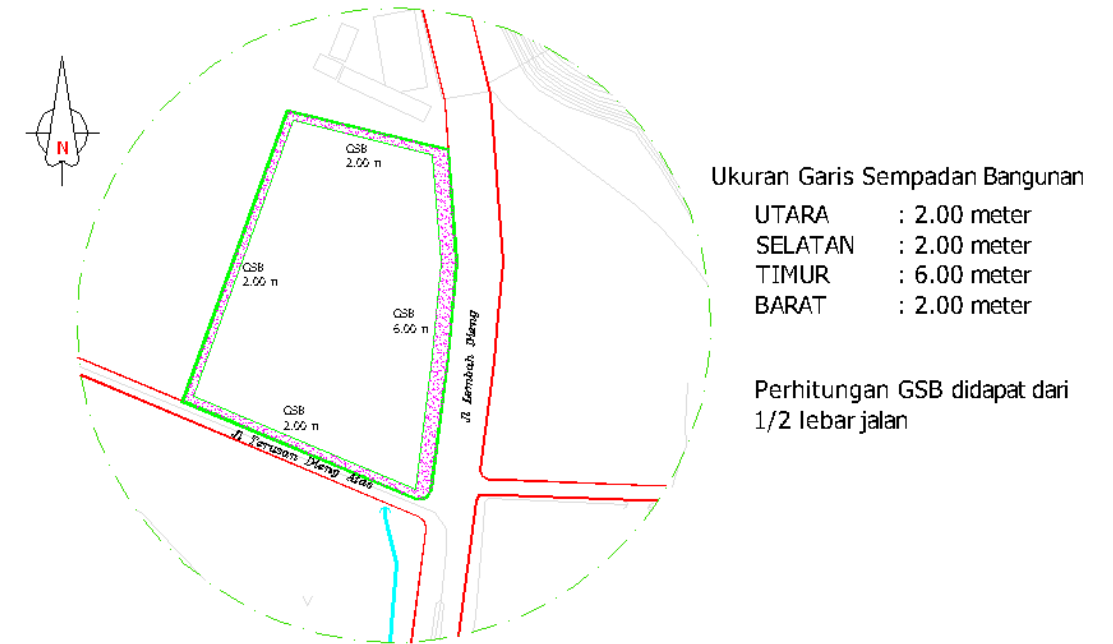 N
GSB
2.00 m
Ukuran Garis Sempadan Bangunan
UTARA : 2.00 meter
SELATAN : 2.00 meter
TIMUR : 6.00 meter
BARAT : 2.00 meter
GSB
2.00 m
GSB
6.00 m
Jl Lembah Dieng
Perhitungan GSB didapat dari
1/2 lebar jalan
GSB
2.00 m
Jl Terusan Dieng